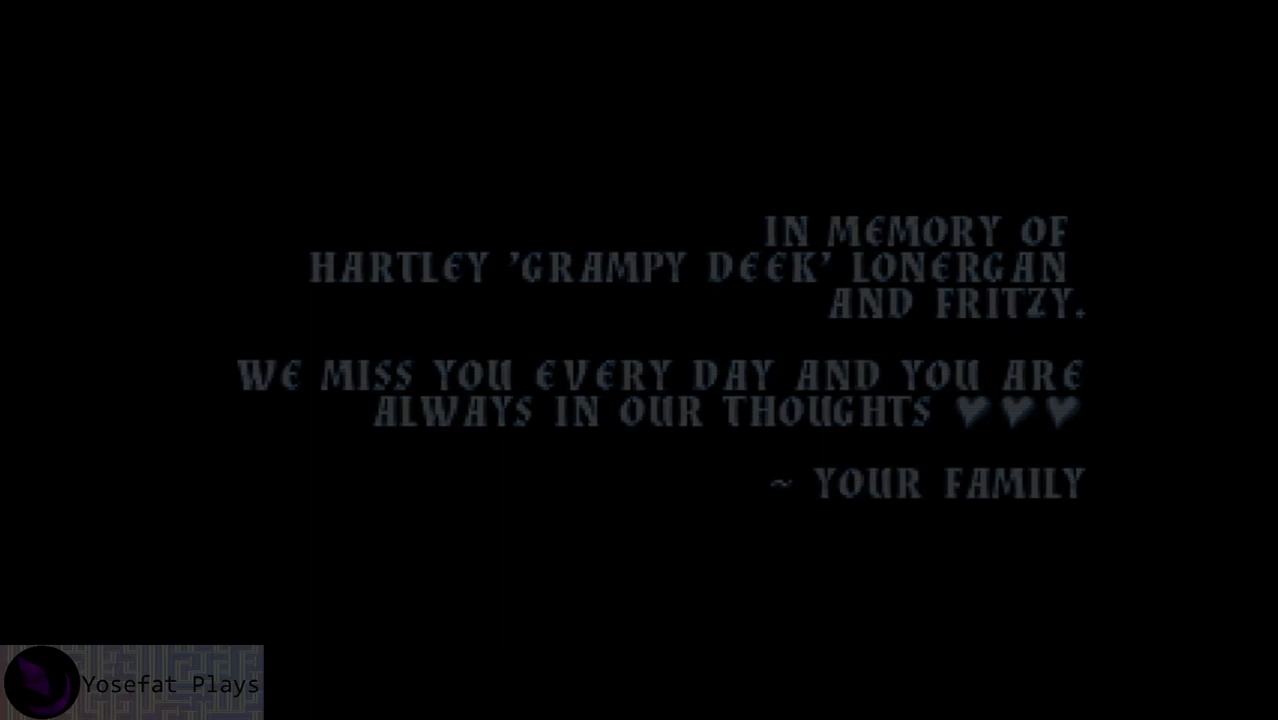 IN MEMORY OF
HARTLEY 'GRAMPY DEEK' LONERGAN
AND FRITZY.
WE MISS YOU EVERY DAY AND YOU ARE
ALWAYS IN OUR THOUGHTS ♥♥♥
~ YOUR FAMILY
Yosefat Plays